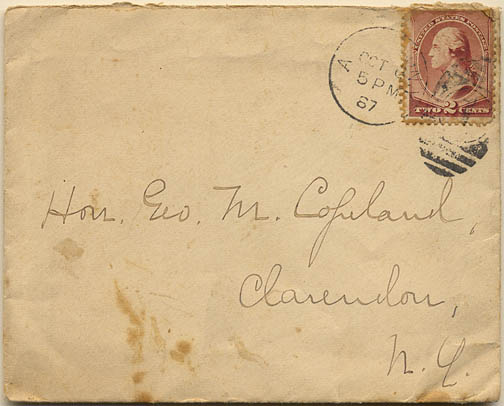 UNITED STATES POSTAGE
OCT
5 PM
87
2
TWO CENTS
Hon. Geo. M. Copeland,
Clarendon,
N.Y.